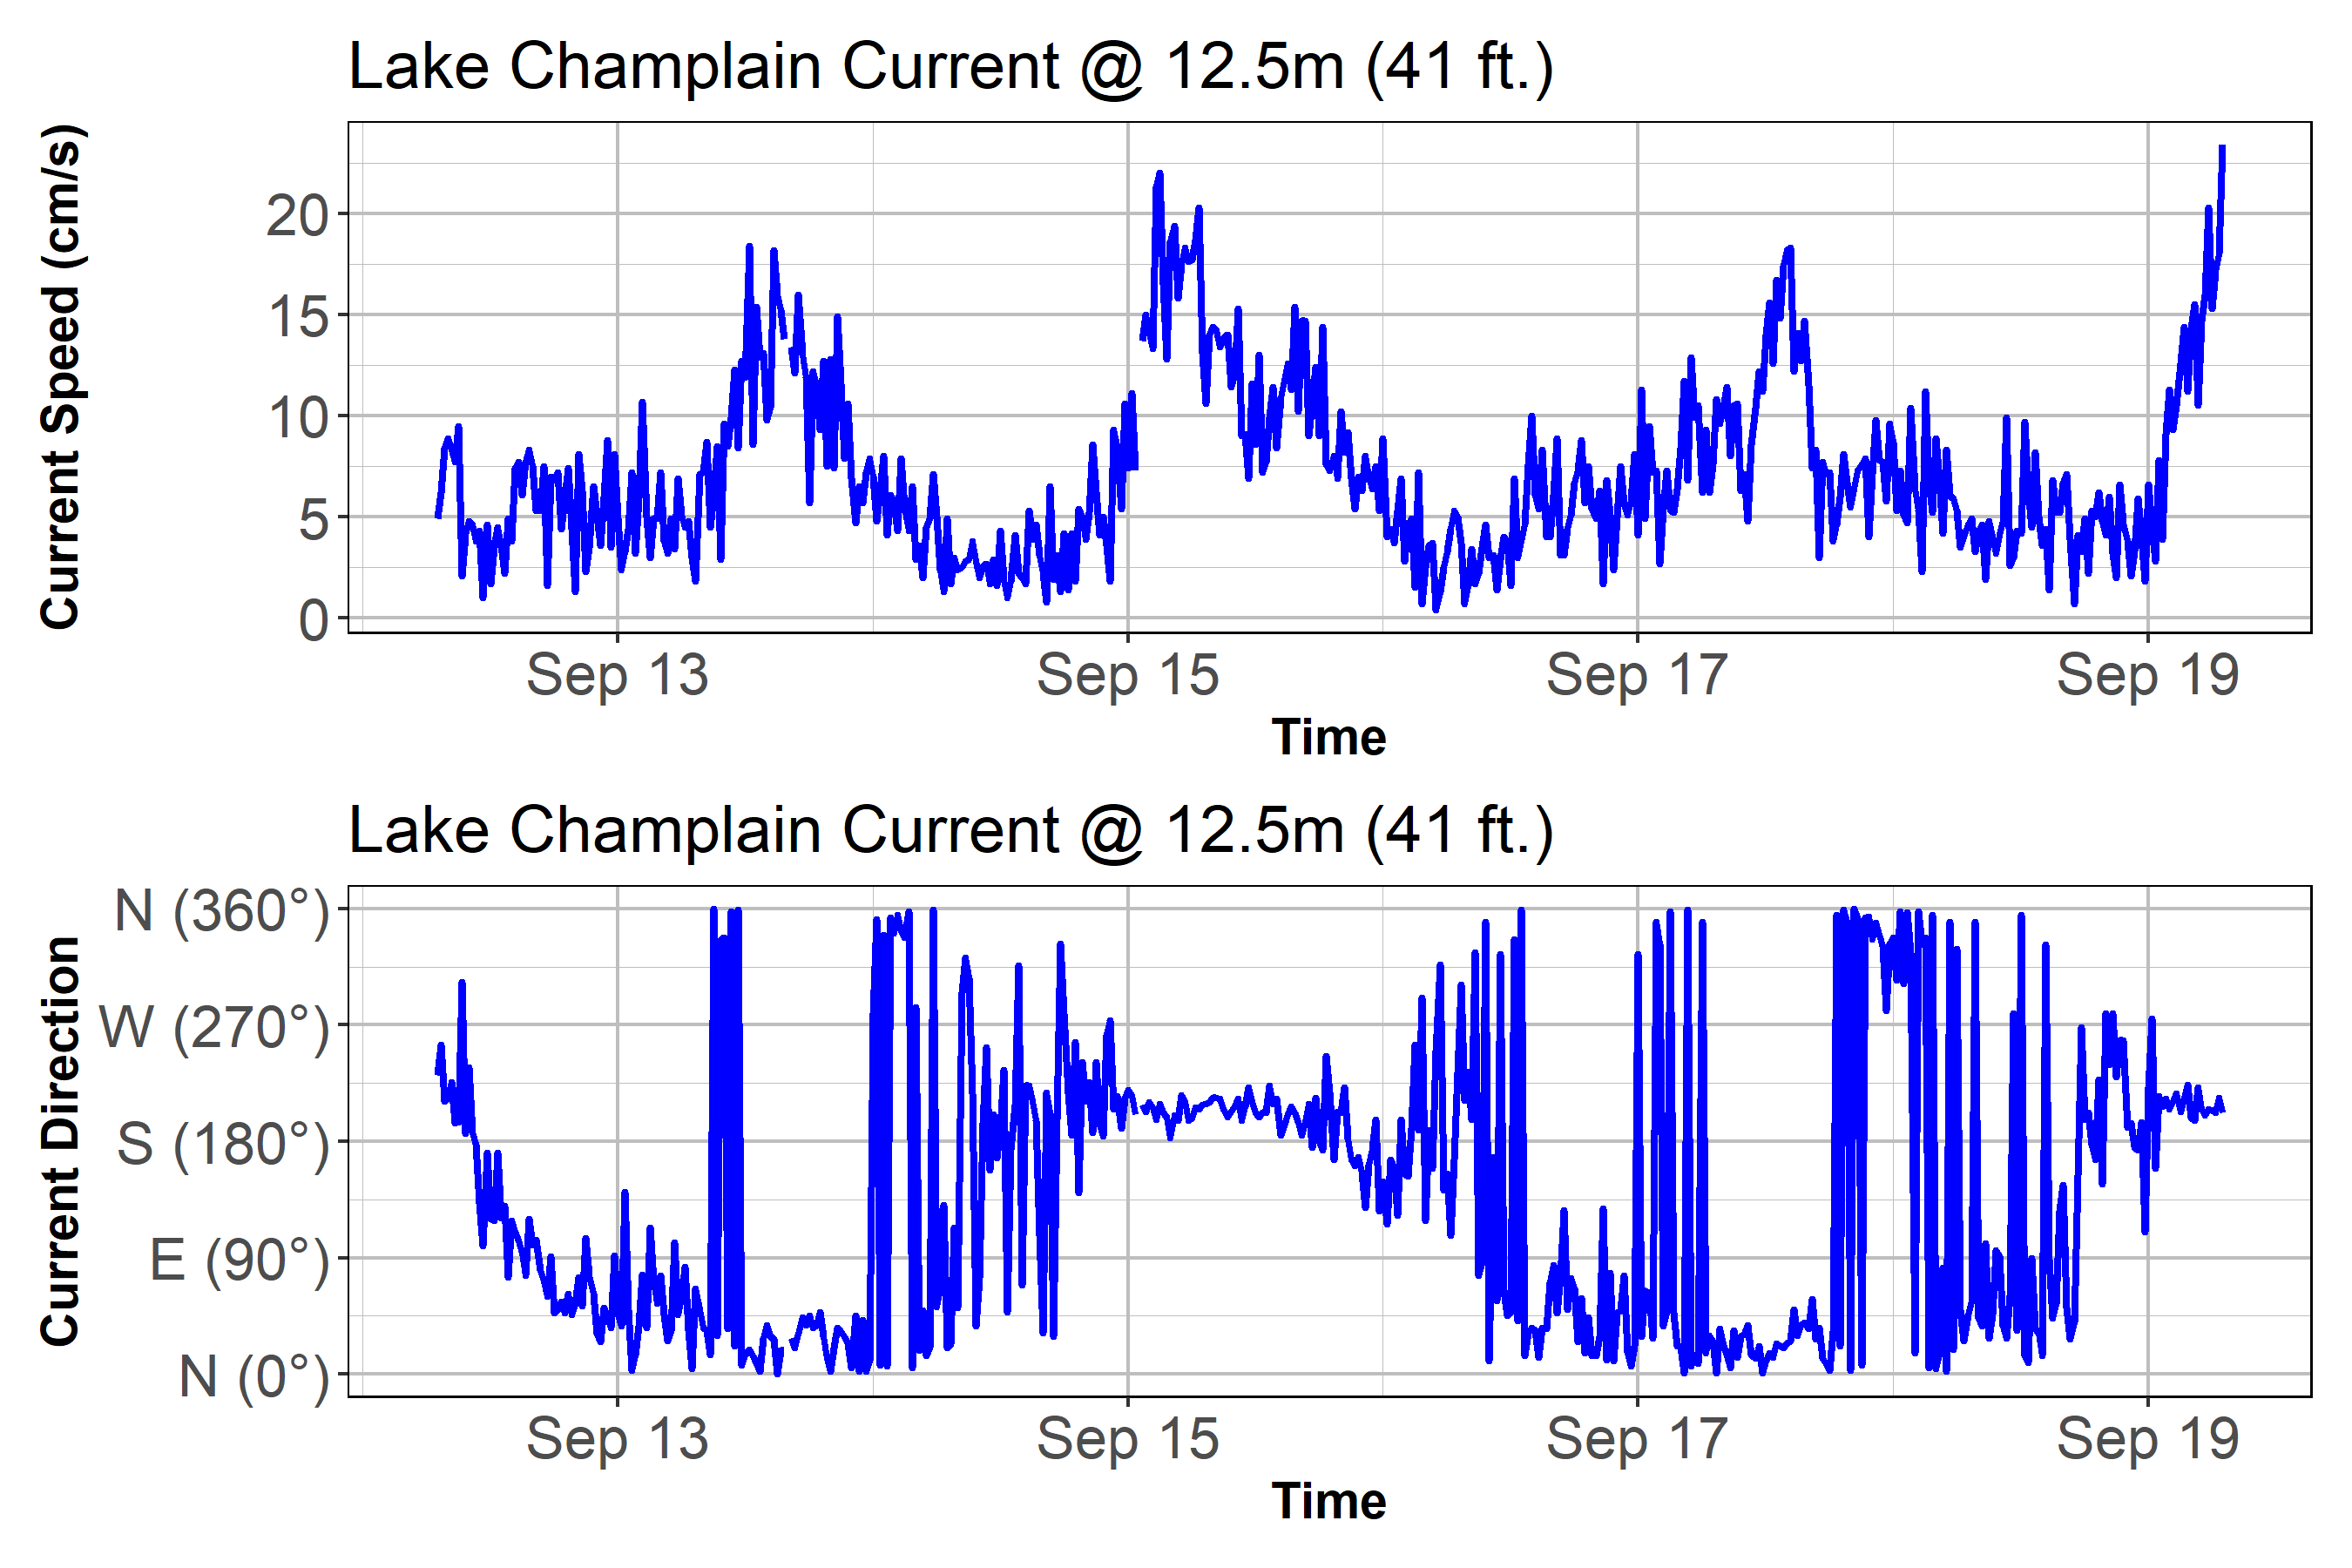 Lake Champlain Current @ 12.5m (41 ft.)
Current Speed (cm/s)
20
15
10
5
0
Sep 13 Sep 15 Sep 17 Sep 19
Time
Lake Champlain Current @ 12.5m (41 ft.)
Current Direction
N (360°)
W (270°)
S (180°)
E (90°)
N (0°)
Sep 13 Sep 15 Sep 17 Sep 19
Time